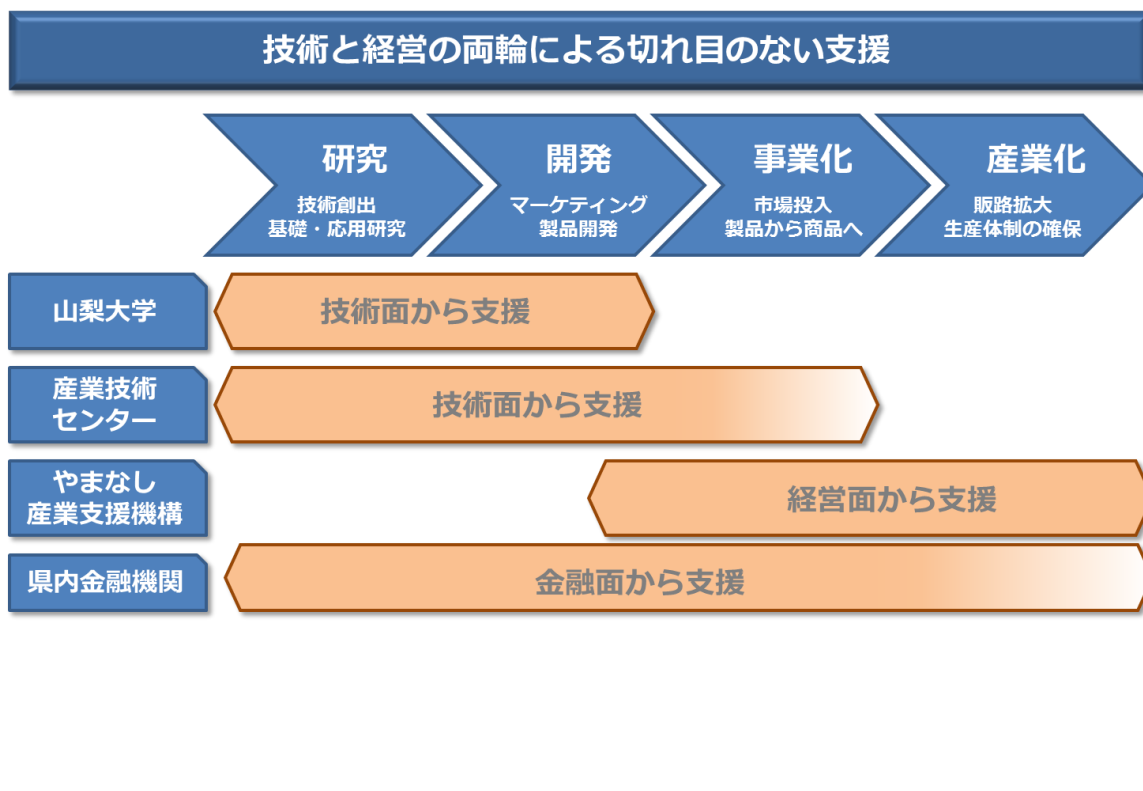 技術と経営の両輪による切れ目のない支援
研究
技術創出
基礎・応用研究
開発
マーケティング
製品開発
事業化
市場投入
製品から商品へ
産業化
販路拡大
生産体制の確保
山梨大学
技術面から支援
産業技術
センター
技術面から支援
やまなし
産業支援機構
経営面から支援
県内金融機関
金融面から支援